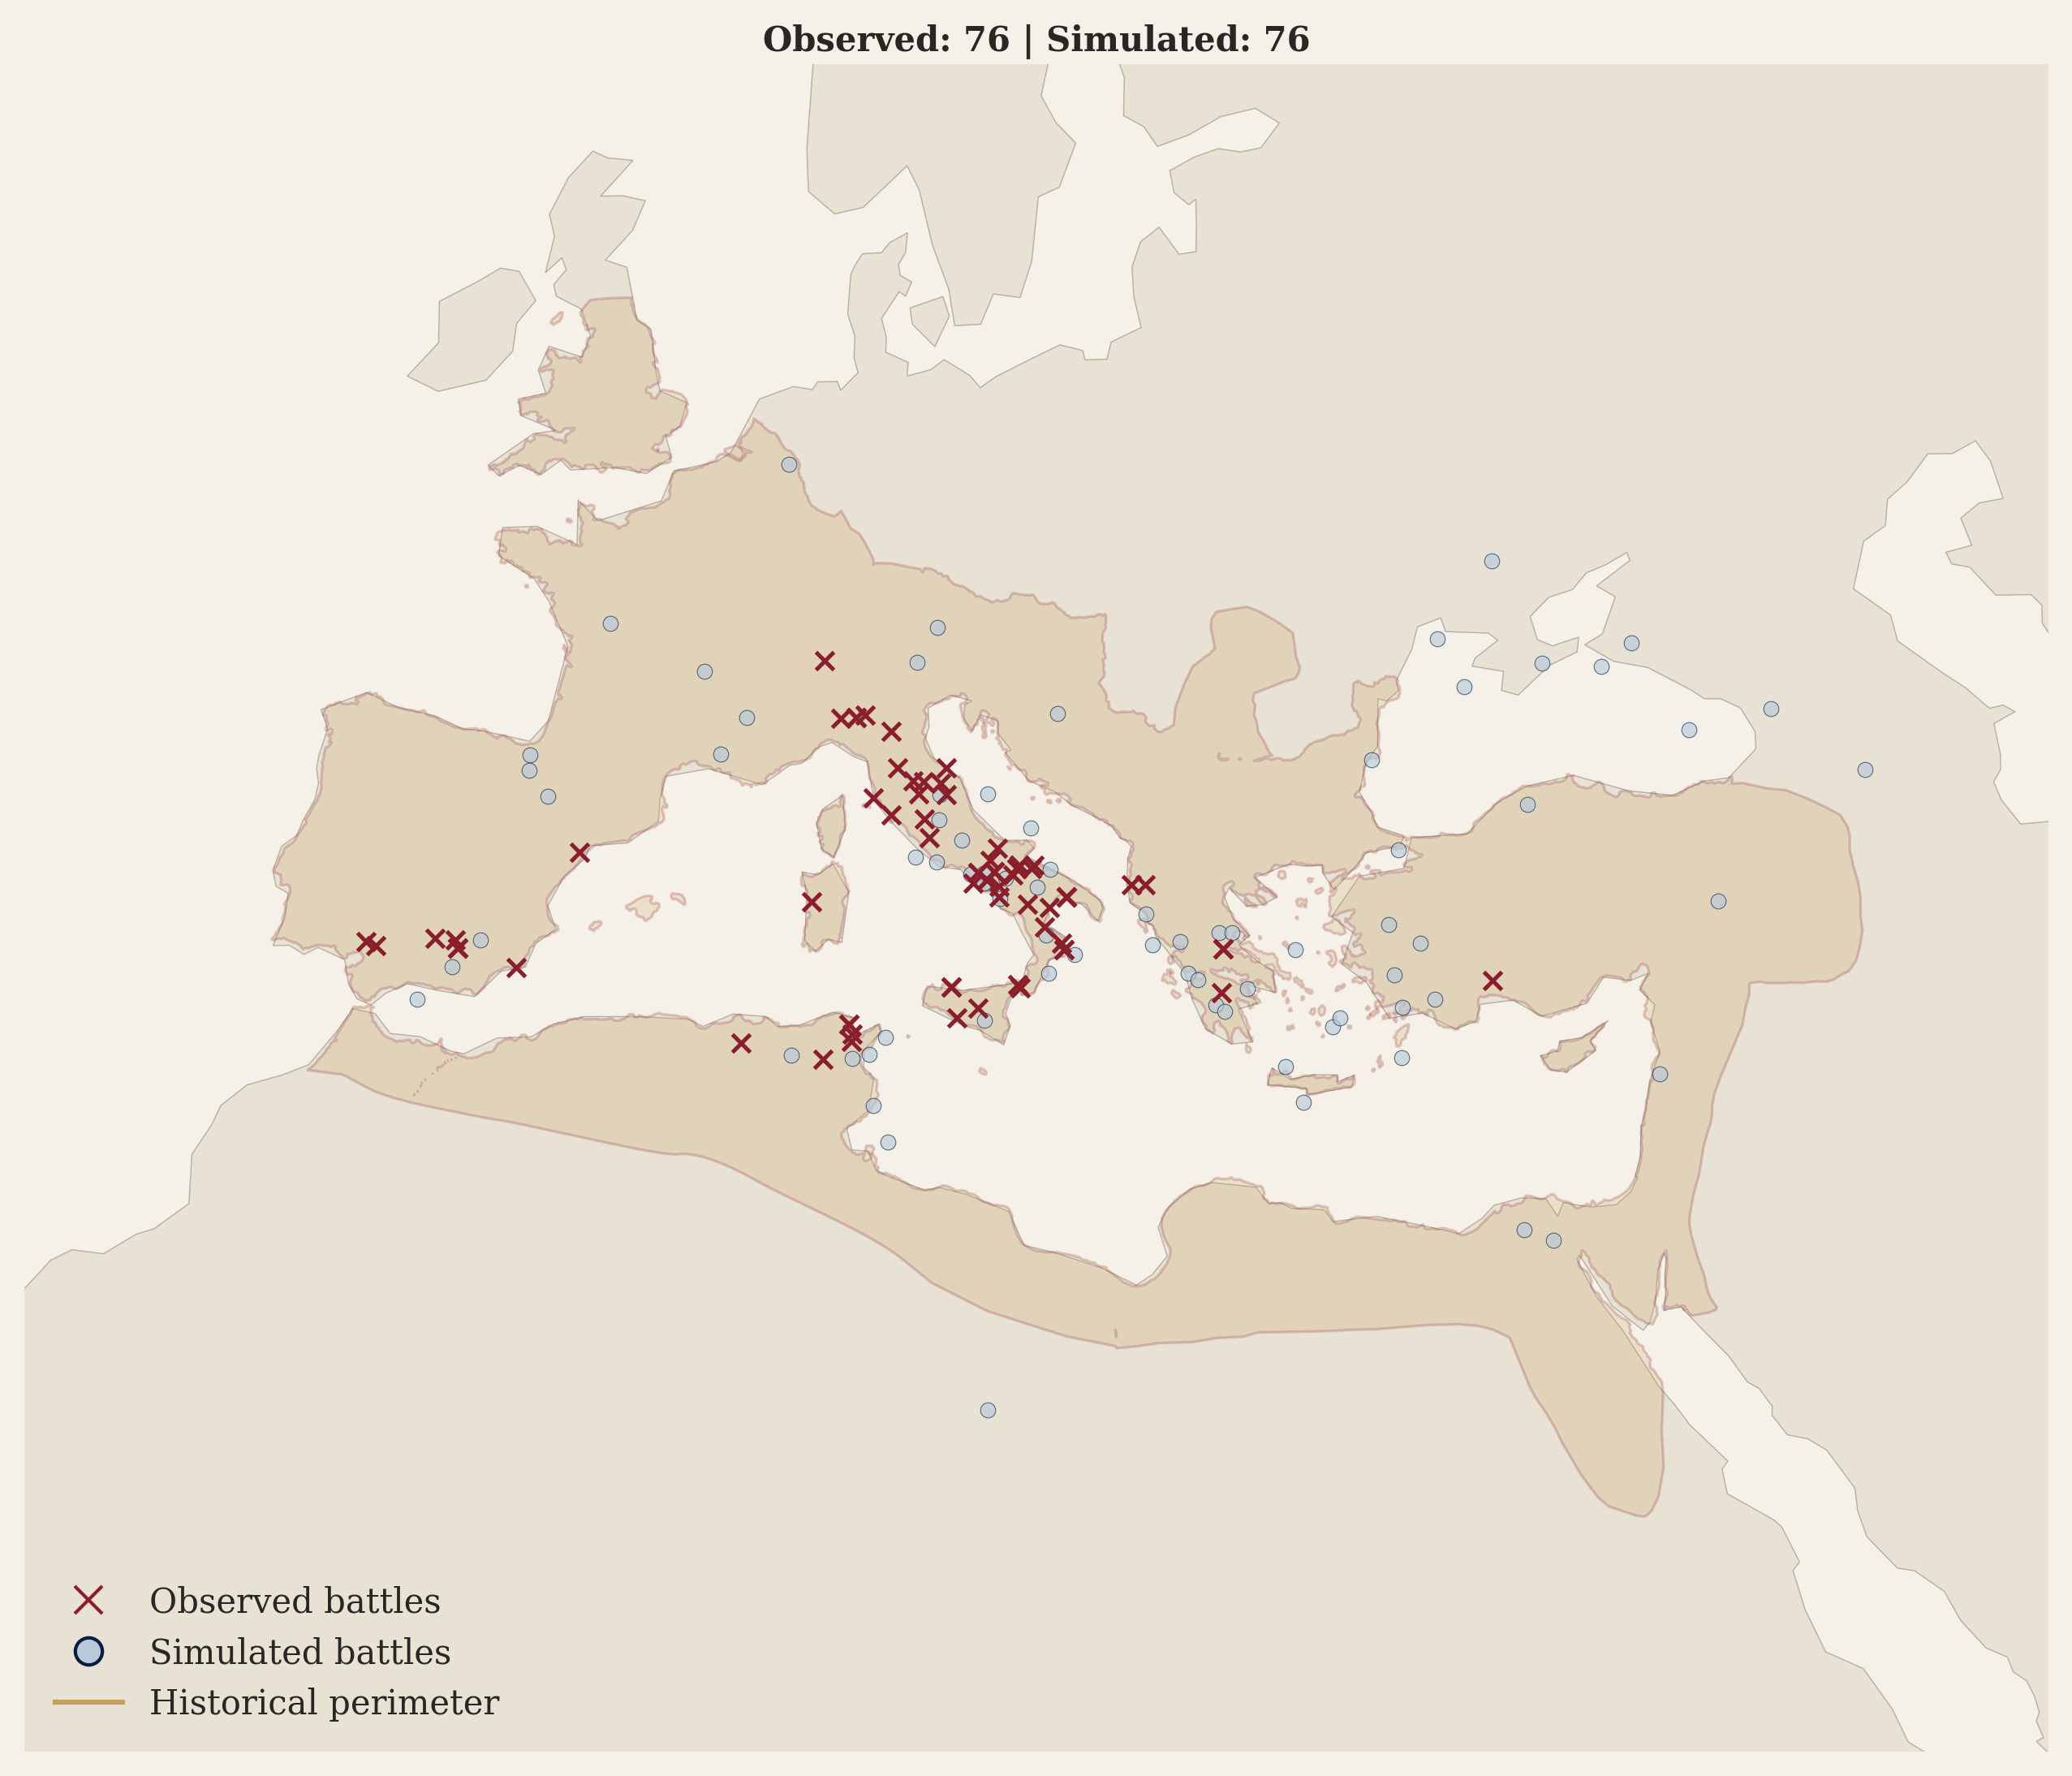 Observed: 76 | Simulated: 76
Observed battles
Simulated battles
Historical perimeter